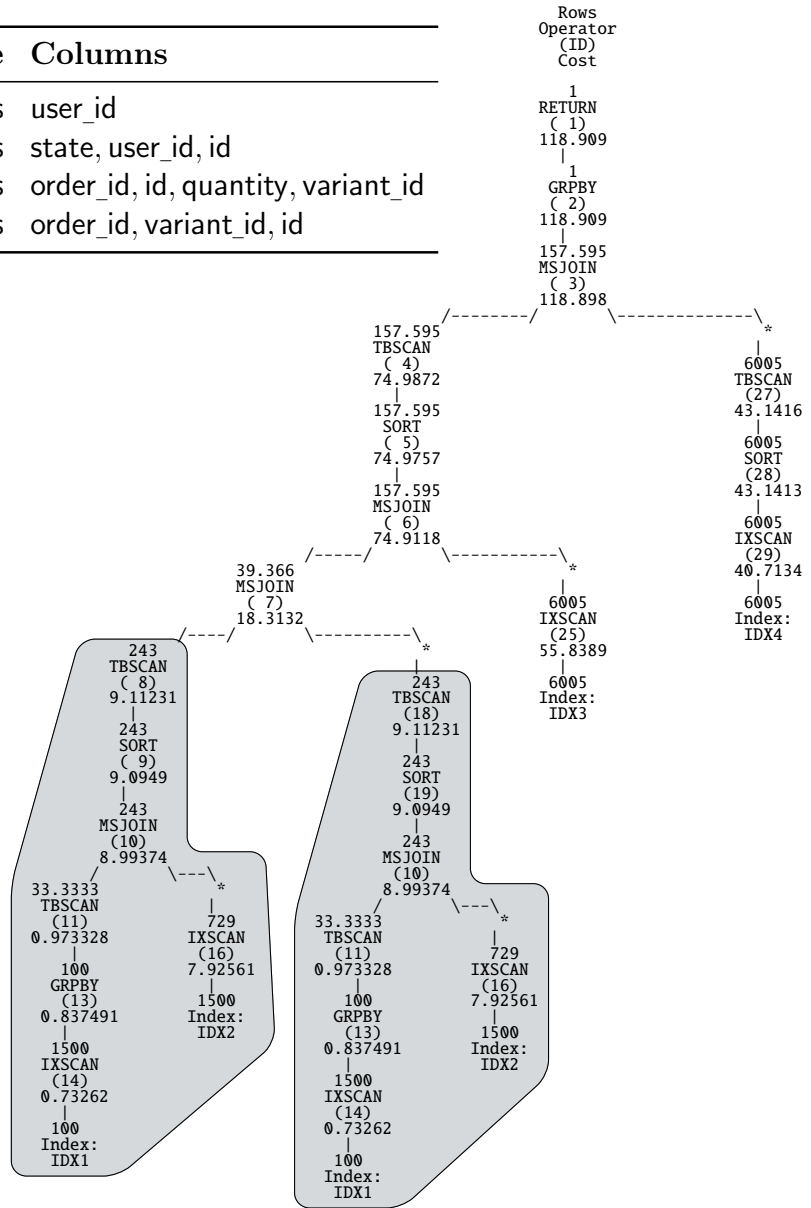 Columns
user_id
state, user_id, id
order_id, id, quantity, variant_id
order_id, variant_id, id
Rows
Operator
(ID)
Cost
1
RETURN
( 1)
118.909
|
1
GRPBY
( 2)
118.909
|
157.595
MSJOIN
( 3)
118.898
/--------/ \--------------\
*
157.595
TBSCAN
( 4)
74.9872
|
157.595
SORT
( 5)
74.9757
|
157.595
MSJOIN
( 6)
74.9118
|
6005
TBSCAN
(27)
43.1416
|
6005
SORT
(28)
43.1413
|
6005
IXSCAN
(29)
40.7134
|
6005
Index:
IDX4
/-----/ \-----------\
*
39.366
MSJOIN
( 7)
18.3132
|
6005
IXSCAN
(25)
55.8389
|
6005
Index:
IDX3
/----/ \-----------\
*
|
243
TBSCAN
( 8)
9.11231
|
243
SORT
( 9)
9.0949
|
243
MSJOIN
(10)
8.99374
/ \---\
*
33.3333
TBSCAN
(11)
0.973328
|
100
GRPBY
(13)
0.837491
|
1500
IXSCAN
(14)
0.73262
|
100
Index:
IDX1
|
729
IXSCAN
(16)
7.92561
|
1500
Index:
IDX2
243
TBSCAN
(18)
9.11231
|
243
SORT
(19)
9.0949
|
243
MSJOIN
(10)
8.99374
/ \---\
*
33.3333
TBSCAN
(11)
0.973328
|
100
GRPBY
(13)
0.837491
|
1500
IXSCAN
(14)
0.73262
|
100
Index:
IDX1
|
729
IXSCAN
(16)
7.92561
|
1500
Index:
IDX2